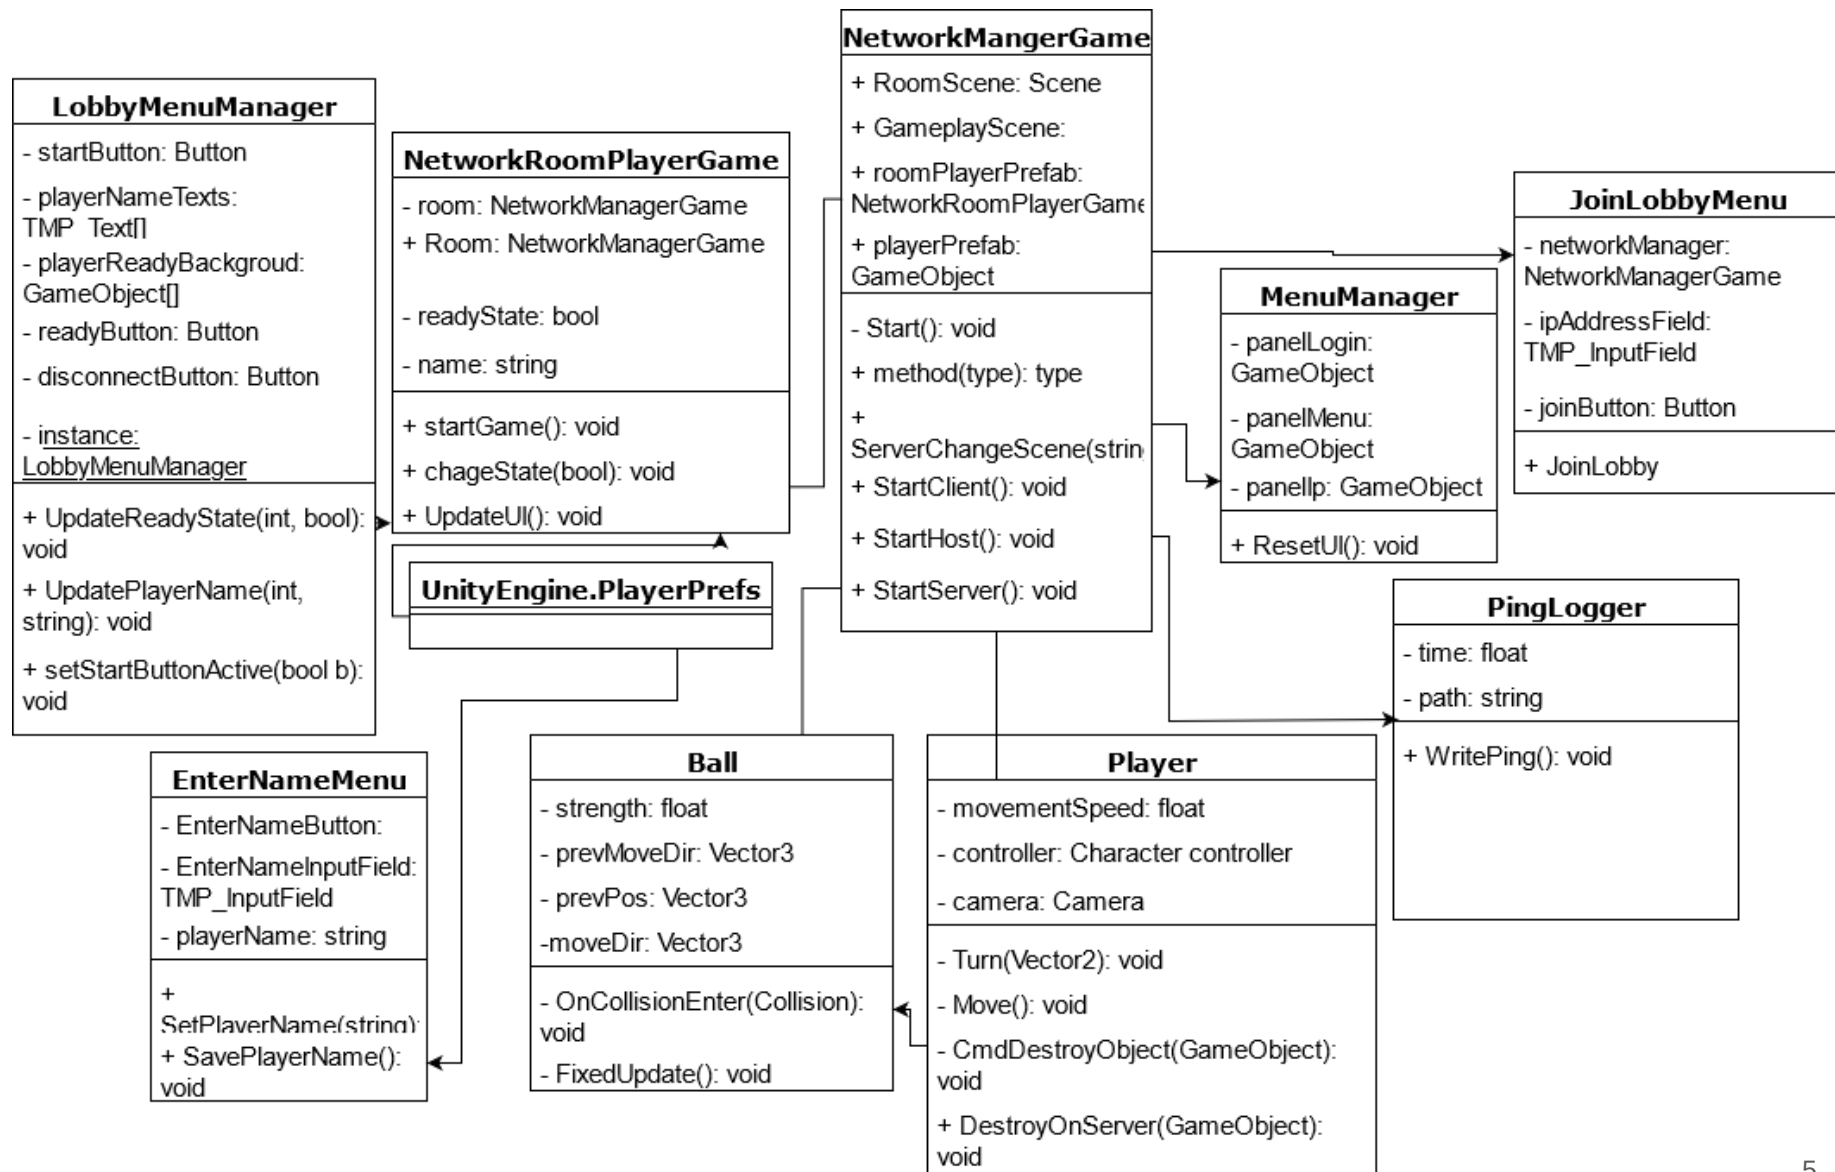 NetworkMangerGame
+ RoomScene: Scene
+ GameplayScene:
+ roomPlayerPrefab:
NetworkRoomPlayerGame
+ playerPrefab:
GameObject
- Start(): void
+ method(type): type
+
ServerChangeScene(string
+ StartClient(): void
+ StartHost(): void
+ StartServer(): void
LobbyMenuManager
- startButton: Button
- playerNameTexts:
TMP_Text[]
- playerReadyBackgroud:
GameObject[]
- readyButton: Button
- disconnectButton: Button
- instance:
LobbyMenuManager
+ UpdateReadyState(int, bool):
void
+ UpdatePlayerName(int,
string): void
+ setStartButtonActive(bool b):
void
NetworkRoomPlayerGame
- room: NetworkManagerGame
+ Room: NetworkManagerGame
- readyState: bool
- name: string
+ startGame(): void
+ chageState(bool): void
+ UpdateUI(): void
UnityEngine.PlayerPrefs
JoinLobbyMenu
- networkManager:
NetworkManagerGame
- ipAddressField:
TMP_InputField
- joinButton: Button
+ JoinLobby
MenuManager
- panelLogin:
GameObject
- panelMenu:
GameObject
- panelIp: GameObject
+ ResetUI(): void
PingLogger
- time: float
- path: string
+ WritePing(): void
EnterNameMenu
- EnterNameButton:
- EnterNameInputField:
TMP_InputField
- playerName: string
+
SetPlayerName(string):
+ SavePlayerName():
void
Ball
- strength: float
- prevMoveDir: Vector3
- prevPos: Vector3
-moveDir: Vector3
- OnCollisionEnter(Collision):
void
- FixedUpdate(): void
Player
- movementSpeed: float
- controller: Character controller
- camera: Camera
- Turn(Vector2): void
- Move(): void
- CmdDestroyObject(GameObject):
void
+ DestroyOnServer(GameObject):
void
5